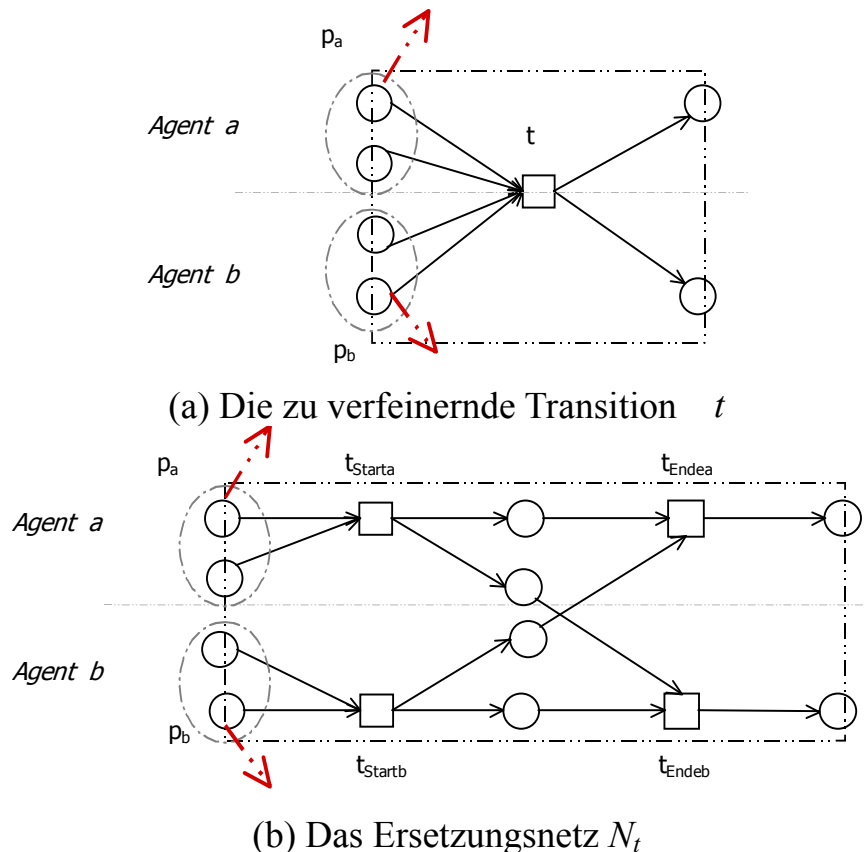 pa
Agent a
t
Agent b
pb
(a) Die zu verfeinernde Transition t
pa
tStarta
tEndea
Agent a
Agent b
pb
tStartb
tEndeb
(b) Das Ersetzungsnetz Nt